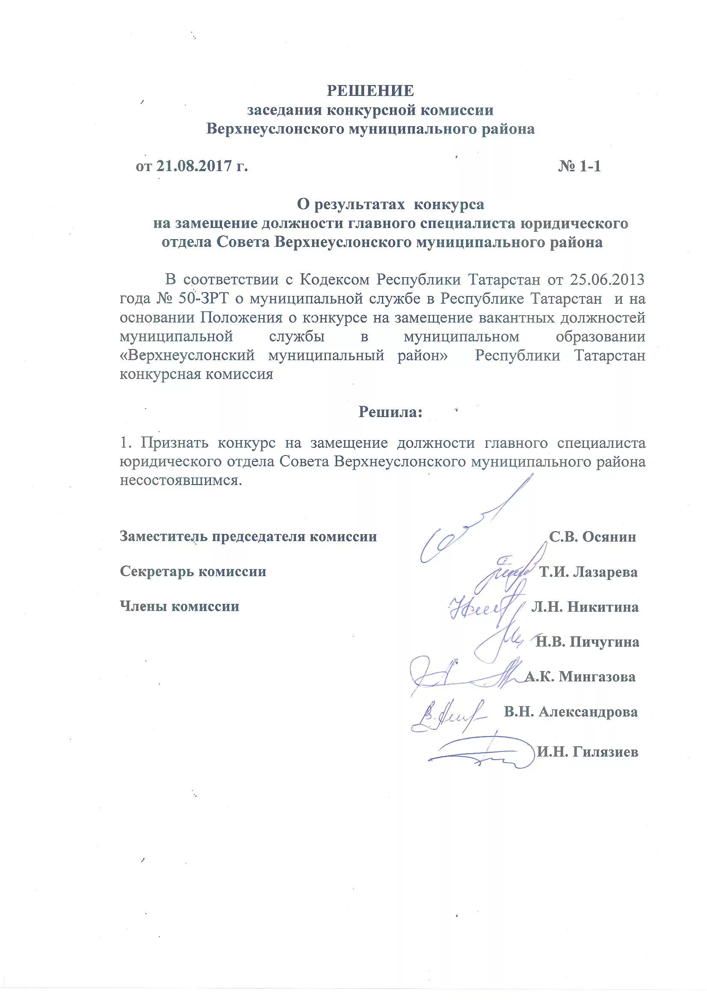 РЕШЕНИЕ
заседания конкурсной комиссии
Верхнеуслонского муниципального района
от 21.08.2017 г. № 1-1
О результатах конкурса
на замещение должности главного специалиста юридического
отдела Совета Верхнеуслонского муниципального района
В соответствии с Кодексом Республики Татарстан от 25.06.2013
года № 50-ЗРТ о муниципальной службе в Республике Татарстан и на
основании Положения о конкурсе на замещение вакантных должностей
муниципальной службы в муниципальном образовании
«Верхнеуслонский муниципальный район» Республики Татарстан
конкурсная комиссия
Решила:
1. Признать конкурс на замещение должности главного специалиста
юридического отдела Совета Верхнеуслонского муниципального района
несостоявшимся.
Заместитель председателя комиссии С.В. Осянин
Секретарь комиссии Т.И. Лазарева
Члены комиссии Л.Н. Никитина
Н.В. Пичугина
А.К. Мингазова
В.Н. Александрова
И.Н. Гилязиев